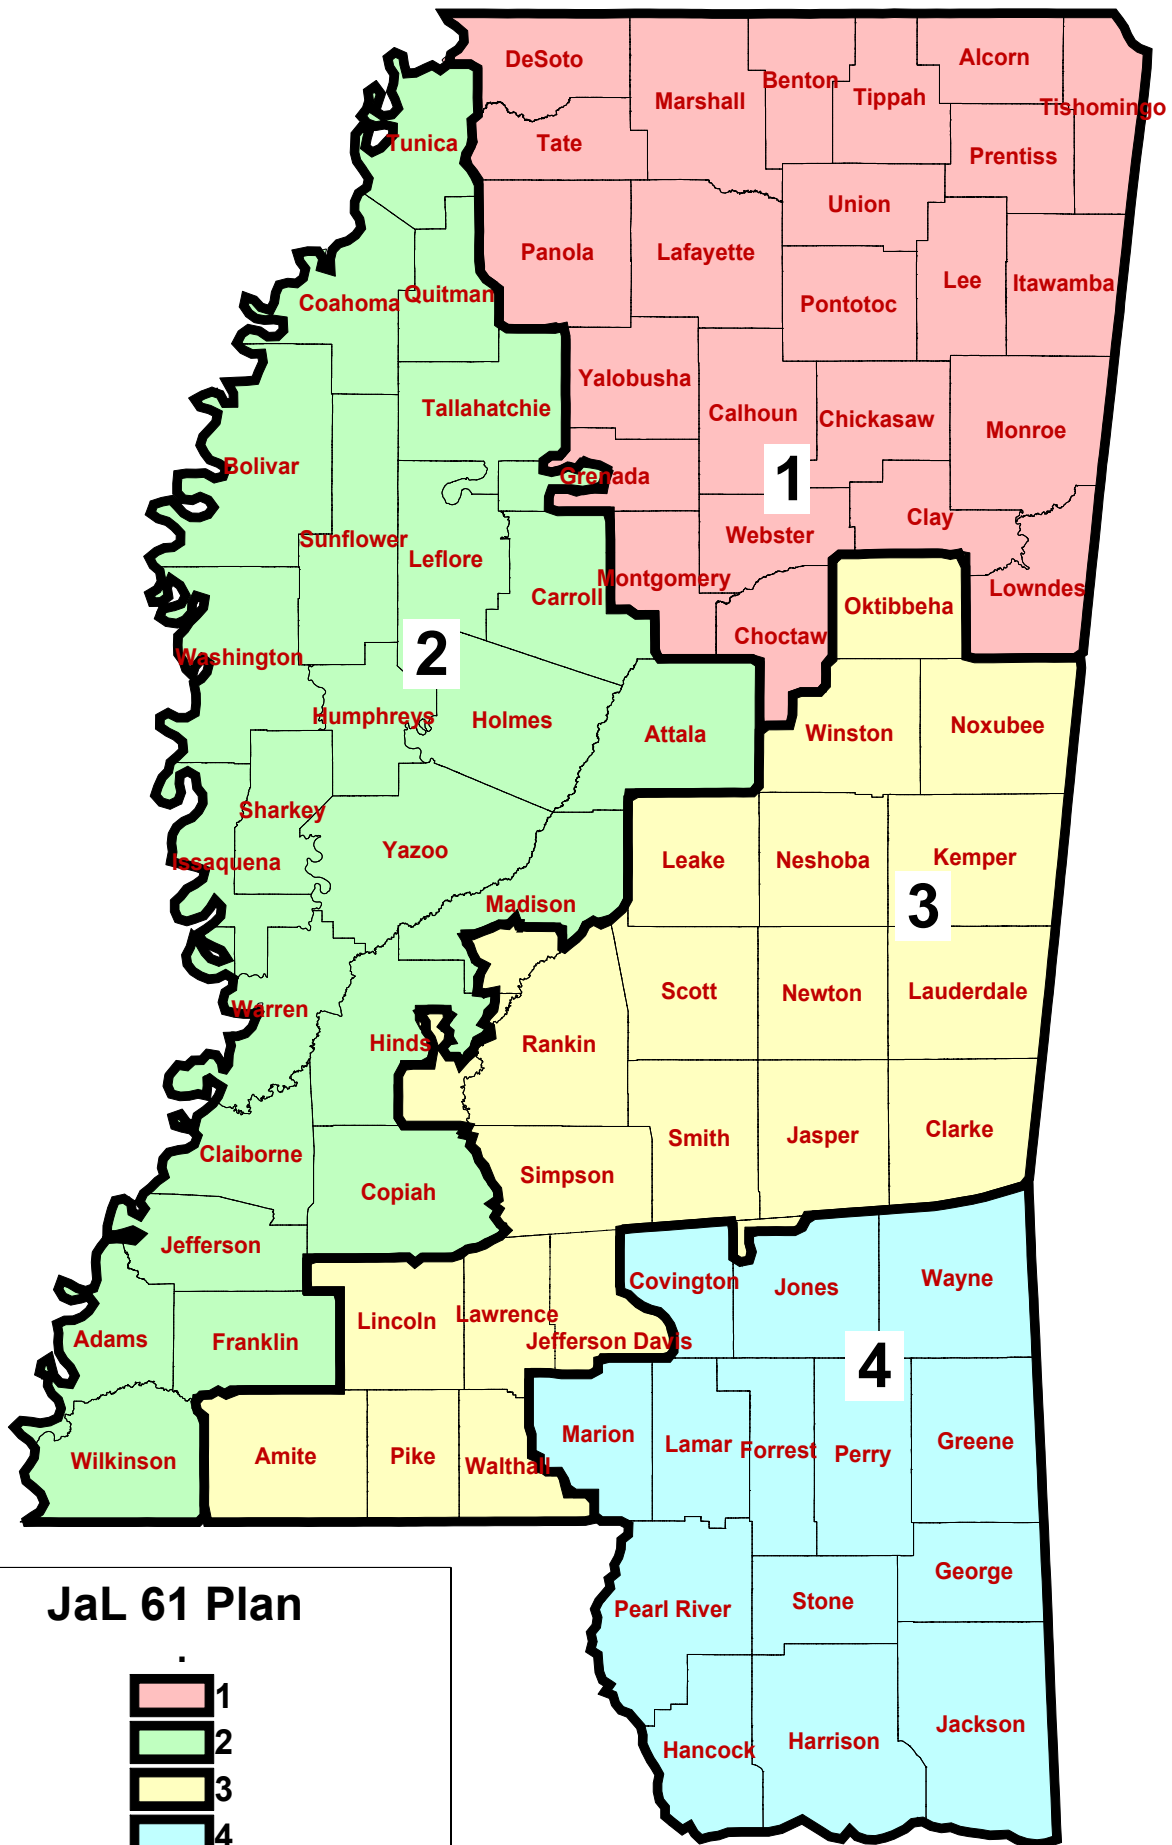 DeSoto
Alcorn
Benton
Marshall
Tippah
Tishomingo
Tunica
Tate
Prentiss
Union
Panola
Lafayette
Lee
Itawamba
Quitman
Coahoma
Pontotoc
Yalobusha
Tallahatchie
Calhoun
Chickasaw
Monroe
Bolivar
Grenada
1
Clay
Sunflower
Webster
Leflore
Montgomery
Lowndes
Carroll
Oktibbeha
Choctaw
Washington
2
Humphreys
Holmes
Attala
Winston
Noxubee
Sharkey
Yazoo
Issaquena
Leake
Neshoba
Kemper
Madison
3
Scott
Newton
Lauderdale
Warren
Hinds
Rankin
Smith
Jasper
Clarke
Claiborne
Simpson
Copiah
Jefferson
Covington
Jones
Wayne
Lincoln
Lawrence
Adams
Franklin
Jefferson Davis
4
Marion
Lamar
Forrest
Perry
Greene
Wilkinson
Amite
Pike
Walthall
George
Pearl River
Stone
Jackson
Hancock
Harrison
JaL 61 Plan
.
1
2
3
4